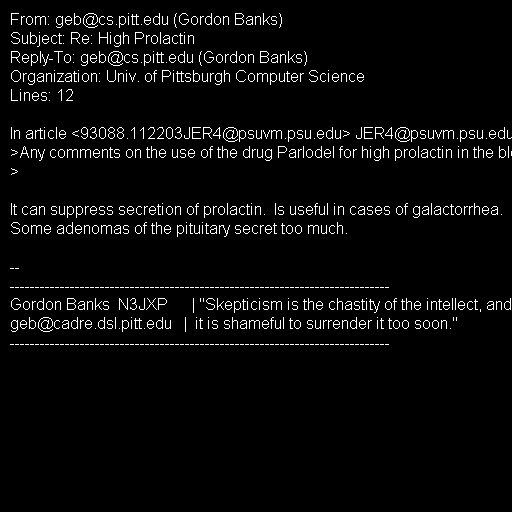 From: geb@cs.pitt.edu (Gordon Banks)
Subject: Re: High Prolactin
Reply-To: geb@cs.pitt.edu (Gordon Banks)
Organization: Univ. of Pittsburgh Computer Science
Lines: 12

In article <93088.112203JER4@psuvm.psu.edu> JER4@psuvm.psu.edu
>Any comments on the use of the drug Parlodel for high prolactin in the
>

It can suppress secretion of prolactin.  Is useful in cases of galactorrhea.
Some adenomas of the pituitary secret too much.

--
----------------------------------------------------------------------------
Gordon Banks  N3JXP      | "Skepticism is the chastity of the intellect, and
geb@cadre.dsl.pitt.edu   |  it is shameful to surrender it too soon."
----------------------------------------------------------------------------